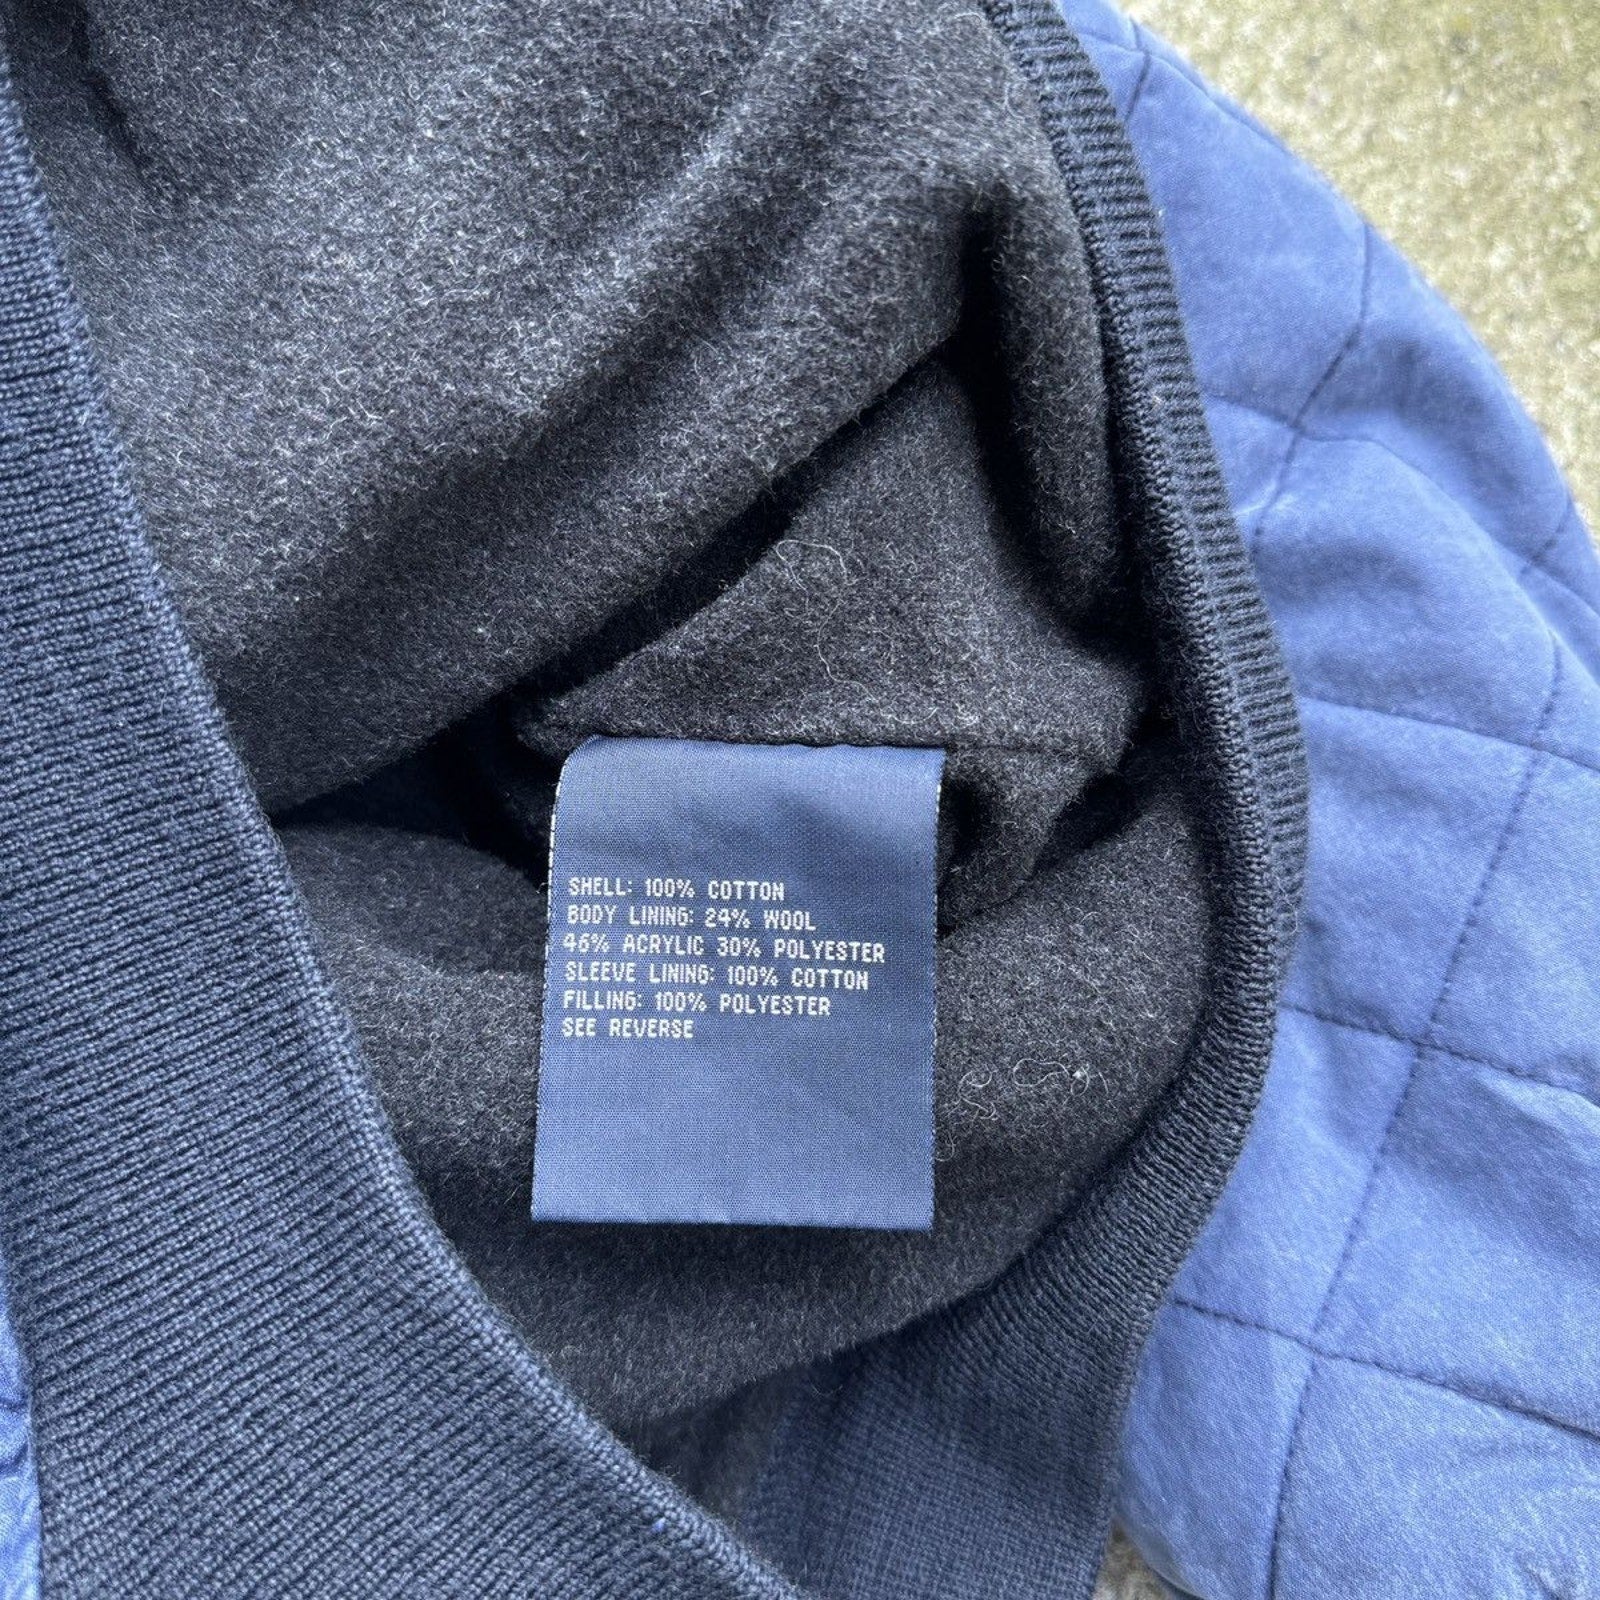 SHELL: 100% COTTON
BODY LINING: 24% WOOL
46% ACRYLIC 30% POLYESTER
SLEEVE LINING: 100% COTTON
FILLING: 100% POLYESTER
SEE REVERSE